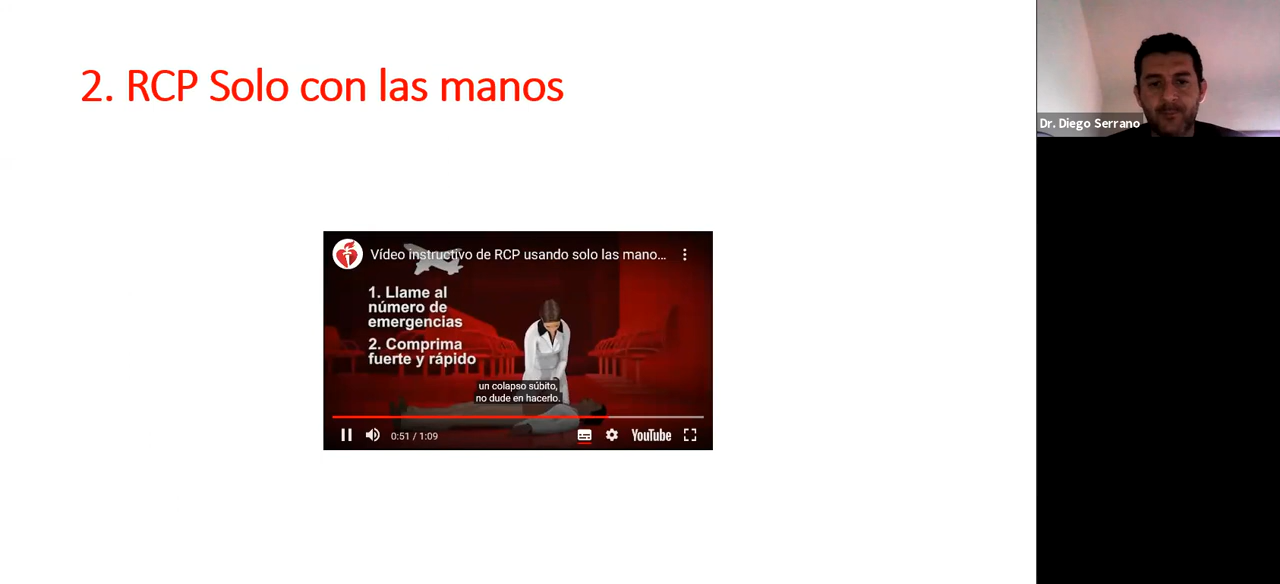 2. RCP Solo con las manos
Dr. Diego Serrano
Vídeo instructivo de RCP usando solo las mano...
1. Llame al
número de
emergencias
2. Comprima
fuerte y rápido
un colapso súbito,
no dude en hacerlo.
0:51 / 1:09
YouTube